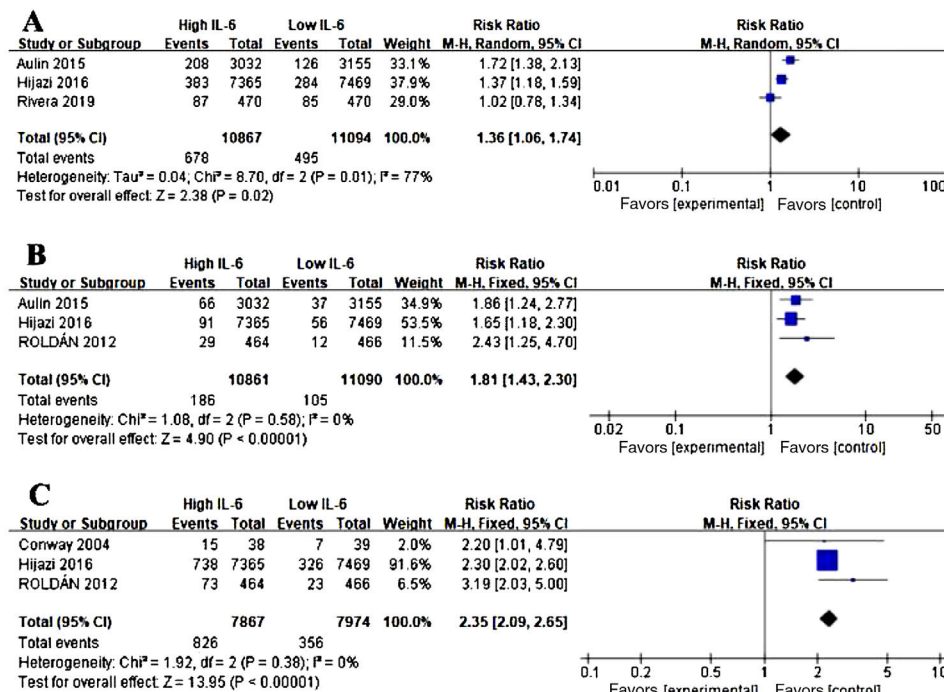 A
High IL-6 Low IL-6 Risk Ratio Risk Ratio
Study or Subgroup Events Total Events Total Weight M-H, Random, 95% CI M-H, Random, 95% CI
Aulin 2015 208 3032 126 3155 33.1% 1.72 [1.38, 2.13]
Hijazi 2016 383 7365 284 7469 37.9% 1.37 [1.18, 1.59]
Rivera 2019 87 470 85 470 29.0% 1.02 [0.78, 1.34]
Total (95% CI) 10867 11094 100.0% 1.36 [1.06, 1.74]
Total events 678 495
Heterogeneity: Tau² = 0.04; Chi² = 8.70, df = 2 (P = 0.01); I² = 77%
Test for overall effect: Z = 2.38 (P = 0.02)
0.01 0.1 1 10 100
Favors [experimental] Favors [control]
B
High IL-6 Low IL-6 Risk Ratio Risk Ratio
Study or Subgroup Events Total Events Total Weight M-H, Fixed, 95% CI M-H, Fixed, 95% CI
Aulin 2015 66 3032 37 3155 34.9% 1.86 [1.24, 2.77]
Hijazi 2016 91 7365 56 7469 53.5% 1.65 [1.18, 2.30]
ROLDÁN 2012 29 464 12 466 11.5% 2.43 [1.25, 4.70]
Total (95% CI) 10861 11090 100.0% 1.81 [1.43, 2.30]
Total events 186 105
Heterogeneity: Chi² = 1.08, df = 2 (P = 0.58); I² = 0%
Test for overall effect: Z = 4.90 (P < 0.00001)
0.02 0.1 1 10 50
Favors [experimental] Favors [control]
C
High IL-6 Low IL-6 Risk Ratio Risk Ratio
Study or Subgroup Events Total Events Total Weight M-H, Fixed, 95% CI M-H, Fixed, 95% CI
Conway 2004 15 38 7 39 2.0% 2.20 [1.01, 4.79]
Hijazi 2016 738 7365 326 7469 91.6% 2.30 [2.02, 2.60]
ROLDÁN 2012 73 464 23 466 6.5% 3.19 [2.03, 5.00]
Total (95% CI) 7867 7974 100.0% 2.35 [2.09, 2.65]
Total events 826 356
Heterogeneity: Chi² = 1.92, df = 2 (P = 0.38); I² = 0%
Test for overall effect: Z = 13.95 (P < 0.00001)
0.1 0.2 0.5 1 2 5 10
Favors [experimental] Favors [control]